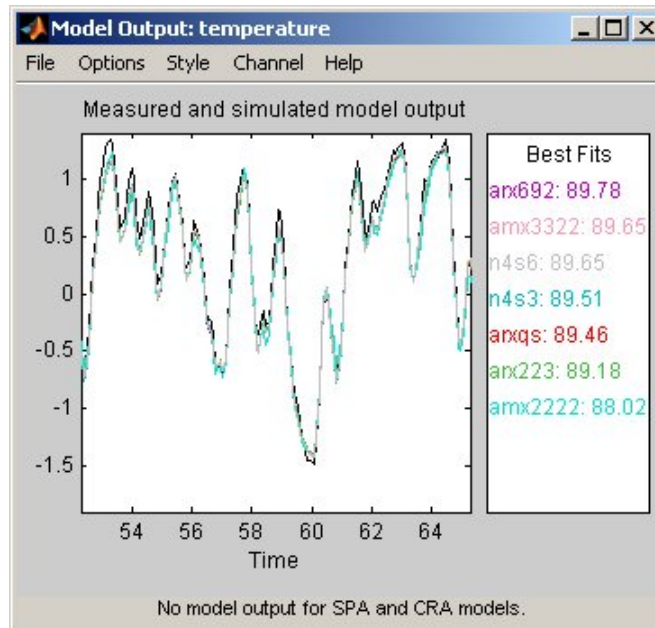 Model Output: temperature
File Options Style Channel Help
Measured and simulated model output
1
0.5
0
-0.5
-1
-1.5
54 56 58 60 62 64
Time
Best Fits
arx692: 89.78
amx3322: 89.65
n4s6: 89.65
n4s3: 89.51
arxqs: 89.46
arx223: 89.18
amx2222: 88.02
No model output for SPA and CRA models.